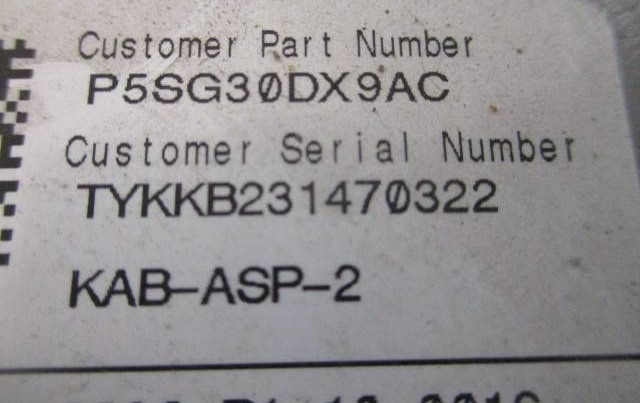 Customer Part Number
P5SG30DX9AC
Customer Serial Number
TYKKB231470322
KAB-ASP-2